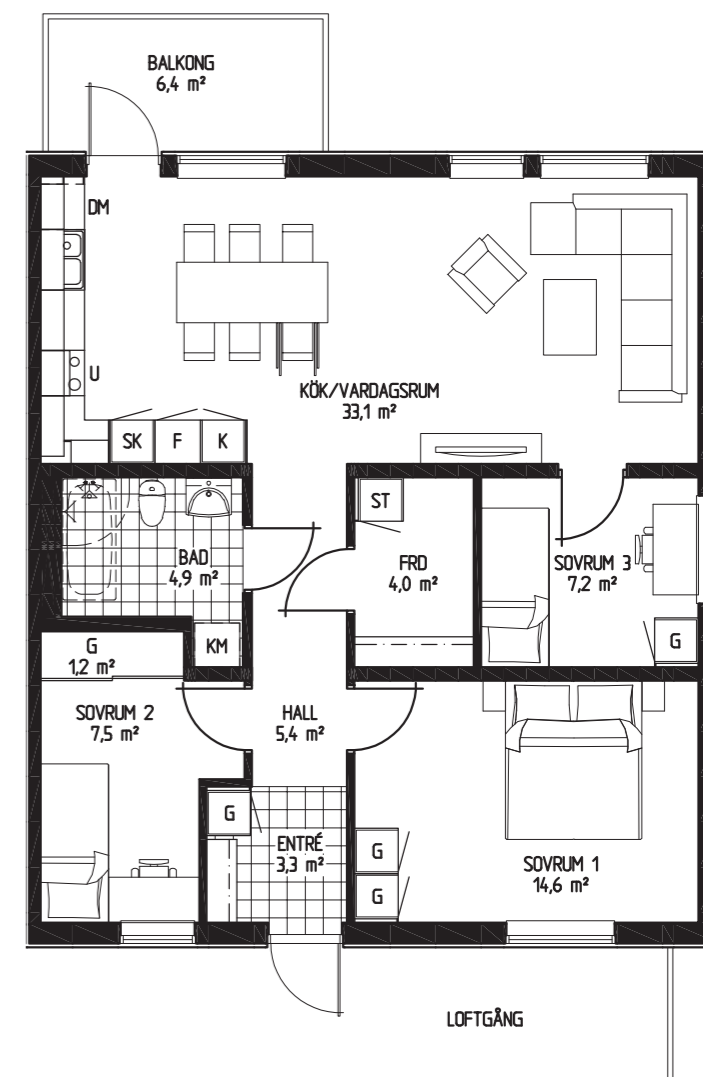 BALKONG
6,4 m²
DM
U
KÖK/VARDAGSRUM
33,1 m²
SK F K
ST
BAD
4,9 m²
FRD
4,0 m²
SOVRUM 3
7,2 m²
KM
G
G
1,2 m²
SOVRUM 2
7,5 m²
HALL
5,4 m²
G
ENTRÉ
3,3 m²
G
G
SOVRUM 1
14,6 m²
LOFTGÅNG